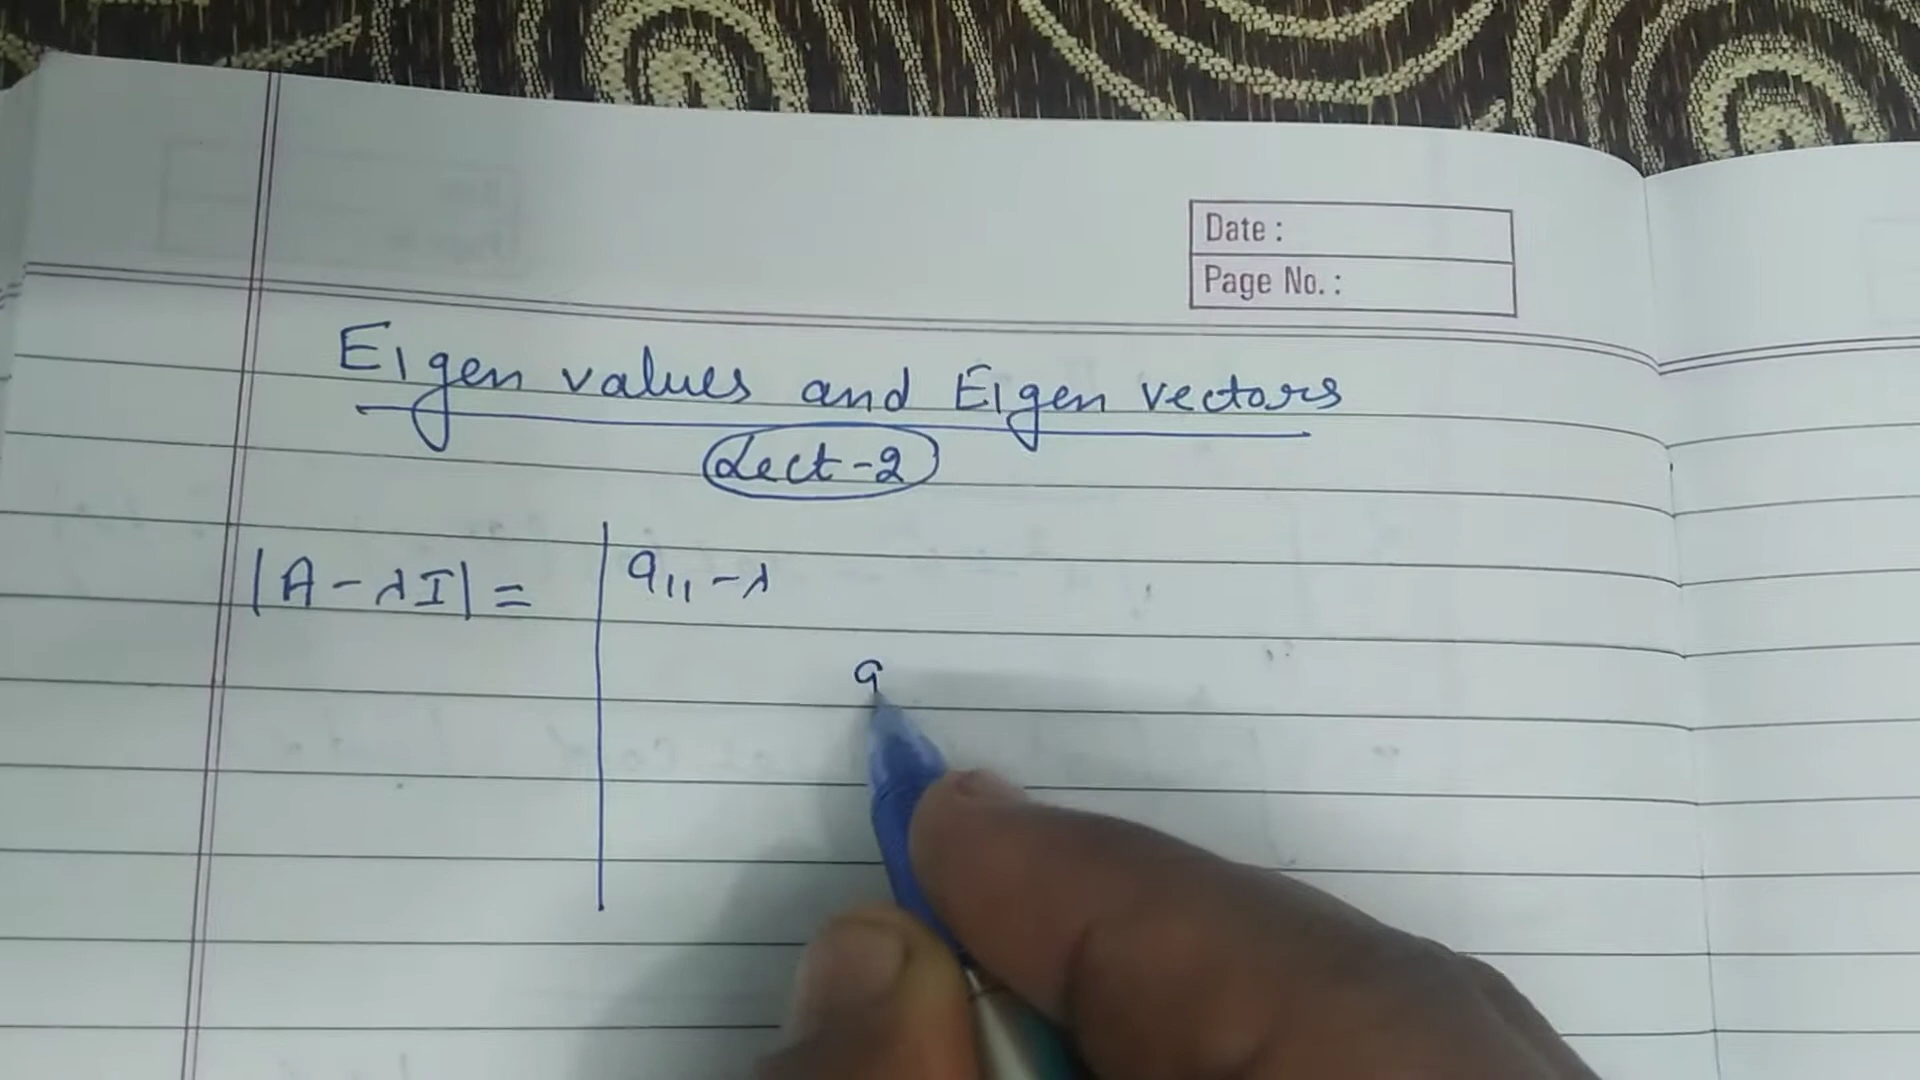 Date :
Page No. :
Eigen values and Eigen vectors
Lect-2
|A - λI| = | a11 - λ
a